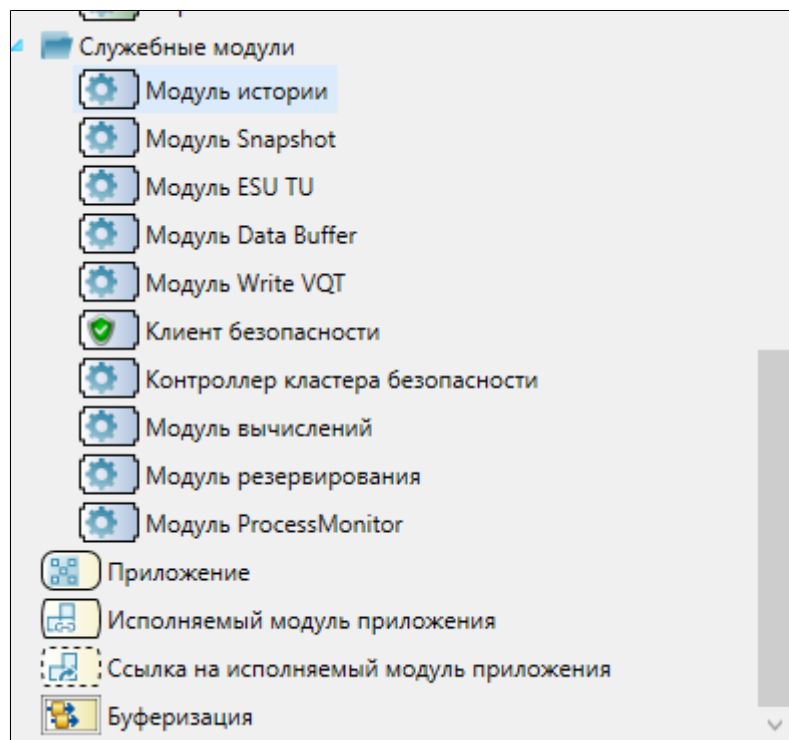 Служебные модули
Модуль истории
Модуль Snapshot
Модуль ESU TU
Модуль Data Buffer
Модуль Write VQT
Клиент безопасности
Контроллер кластера безопасности
Модуль вычислений
Модуль резервирования
Модуль ProcessMonitor
Приложение
Исполняемый модуль приложения
Ссылка на исполняемый модуль приложения
Буферизация